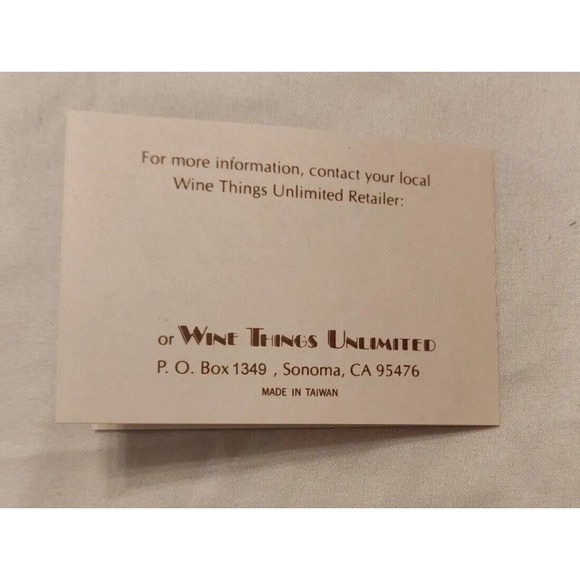 For more information, contact your local
Wine Things Unlimited Retailer:
or WINE THINGS UNLIMITED
P. O. Box 1349 , Sonoma, CA 95476
MADE IN TAIWAN